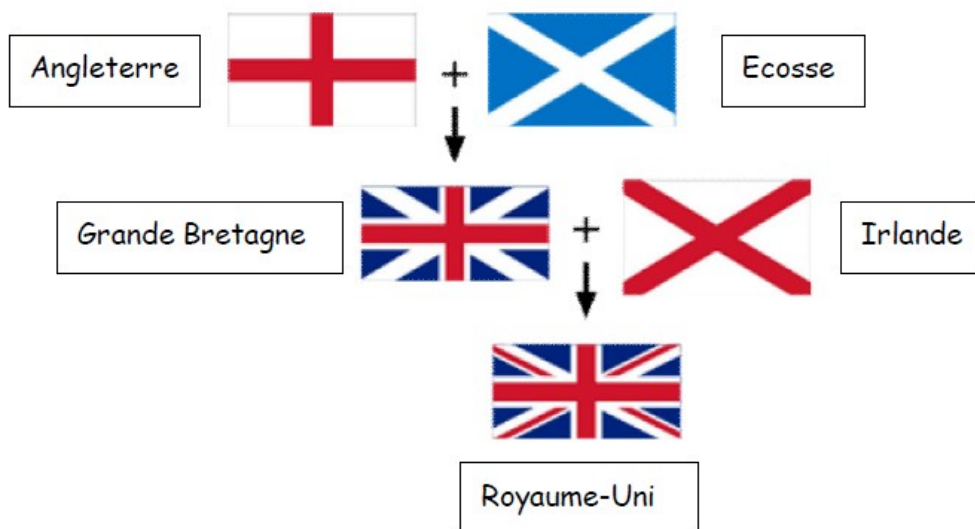 Angleterre
+
Ecosse
Grande Bretagne
+
Irlande
Royaume-Uni